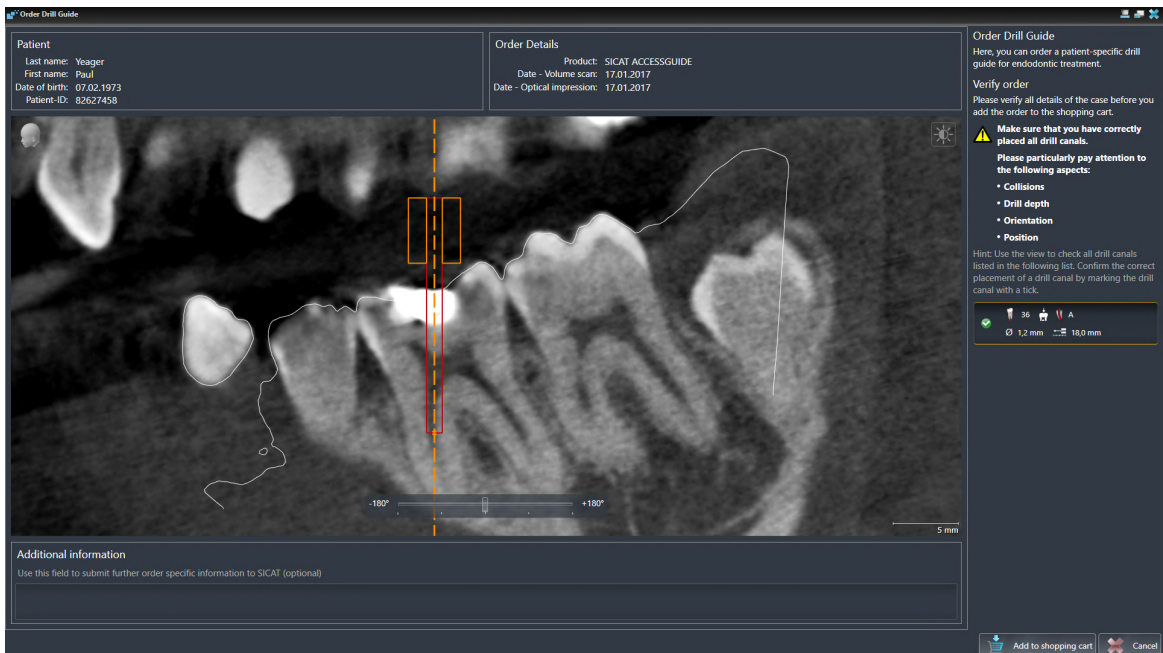 Order Drill Guide
Patient
Last name: Yeager
First name: Paul
Date of birth: 07.02.1973
Patient-ID: 82627458
Order Details
Product: SICAT ACCESSGUIDE
Date - Volume scan: 17.01.2017
Date - Optical impression: 17.01.2017
-180°
+180°
5 mm
Additional information
Use this field to submit further order specific information to SICAT (optional)
Order Drill Guide
Here, you can order a patient-specific drill
guide for endodontic treatment.
Verify order
Please verify all details of the case before you
add the order to the shopping cart.
Make sure that you have correctly
placed all drill canals.
Please particularly pay attention to
the following aspects:
• Collisions
• Drill depth
• Orientation
• Position
Hint: Use the view to check all drill canals
listed in the following list. Confirm the correct
placement of a drill canal by marking the drill
canal with a tick.
36 A
Ø 1,2 mm 18,0 mm
Add to shopping cart
Cancel